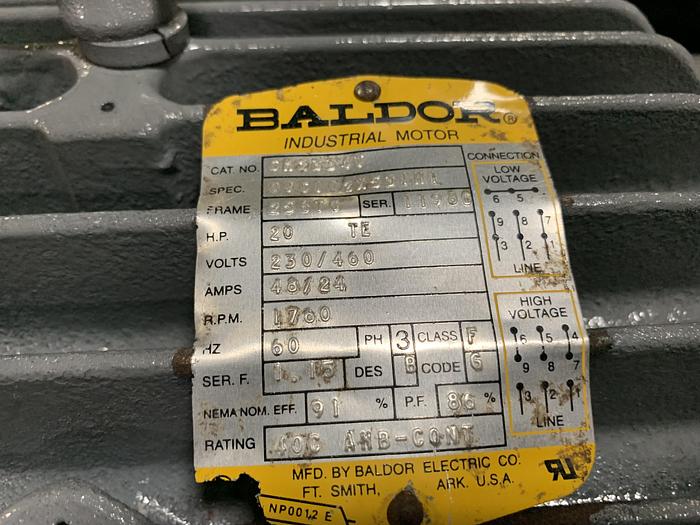 BALDOR®
INDUSTRIAL MOTOR
CAT. NO.
SPEC.
FRAME SER.
H.P. 20 TE
VOLTS 230/460
AMPS 48/24
R.P.M. 1760
HZ 60 PH 3 CLASS F
SER. F. 1.15 DES B CODE G
NEMA NOM. EFF. 91 % P.F. 86 %
RATING 40C AMB-CONT
CONNECTION
LOW
VOLTAGE
6 5
9 8 7
3 2 1
LINE
HIGH
VOLTAGE
6 5 4
9 8 7
3 2 1
LINE
MFD. BY BALDOR ELECTRIC CO.
FT. SMITH, ARK. U.S.A.
NP0012 E